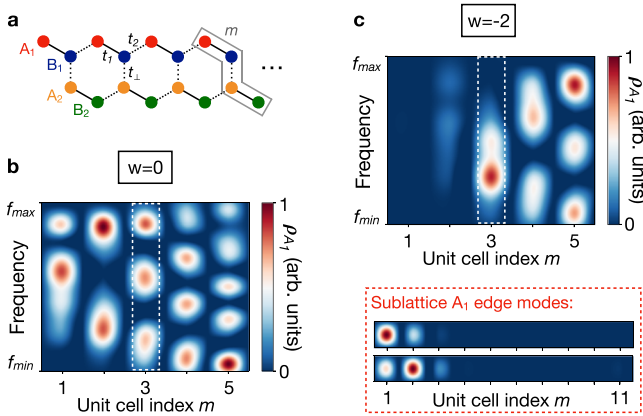 a
m
A1
t2
t1
B1
t⊥
A2
B2
...
b
w=0
fmax
Frequency
fmin
1
3
5
Unit cell index m
1
0
ρA1 (arb. units)
c
w=-2
fmax
Frequency
fmin
1
3
5
Unit cell index m
1
0
ρA1 (arb. units)
Sublattice A1 edge modes:
1
Unit cell index m
11